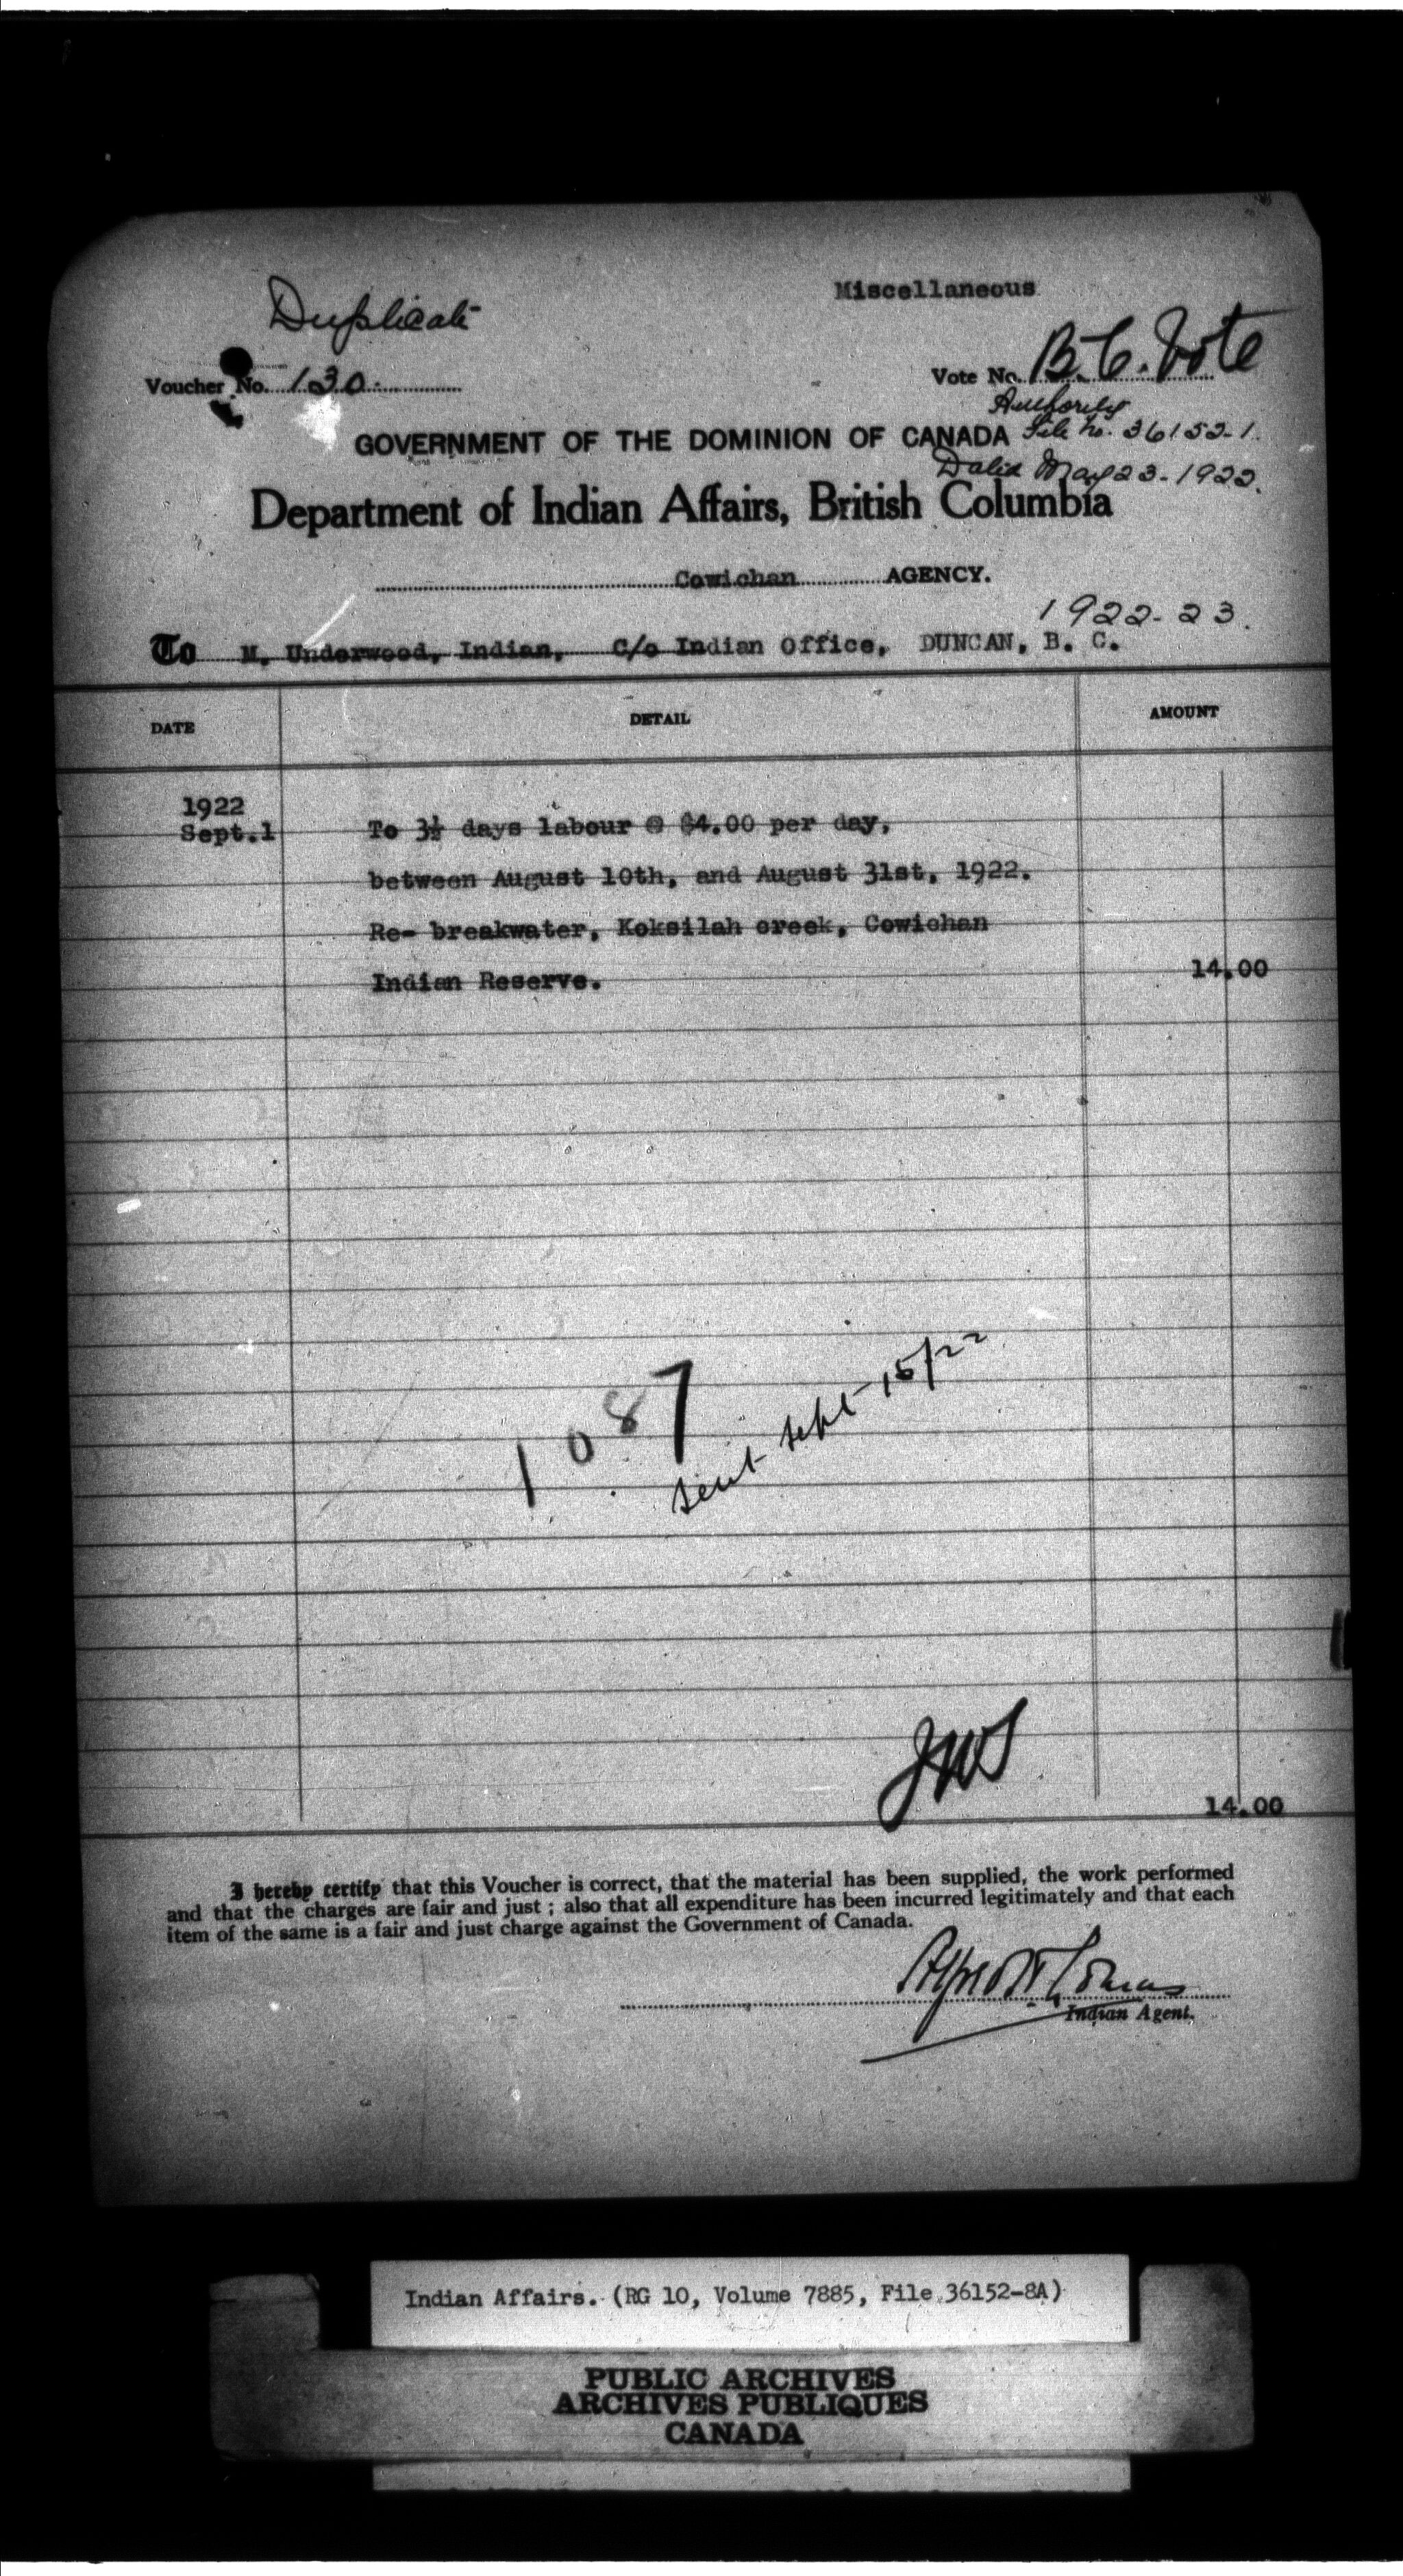 Miscellaneous
Duplicate
Voucher No. 130.
Vote No. B.C. Vote
Authority
File No. 36152-1.
GOVERNMENT OF THE DOMINION OF CANADA
Dated May 23-1922.
Department of Indian Affairs, British Columbia
Cowichan AGENCY.
1922-23.
To M. Underwood, Indian, C/o Indian Office, DUNCAN, B. C.
DATE DETAIL AMOUNT
1922
Sept.1 To 3½ days labour @ $4.00 per day,
between August 10th, and August 31st, 1922.
Re- breakwater, Koksilah creek, Cowichan
Indian Reserve. 14.00
1087
sent Sept 15/22
JWS
14.00
I hereby certify that this Voucher is correct, that the material has been supplied, the work performed
and that the charges are fair and just ; also that all expenditure has been incurred legitimately and that each
item of the same is a fair and just charge against the Government of Canada.
Indian Agent.
Indian Affairs. (RG 10, Volume 7885, File 36152-8A)
PUBLIC ARCHIVES
ARCHIVES PUBLIQUES
CANADA